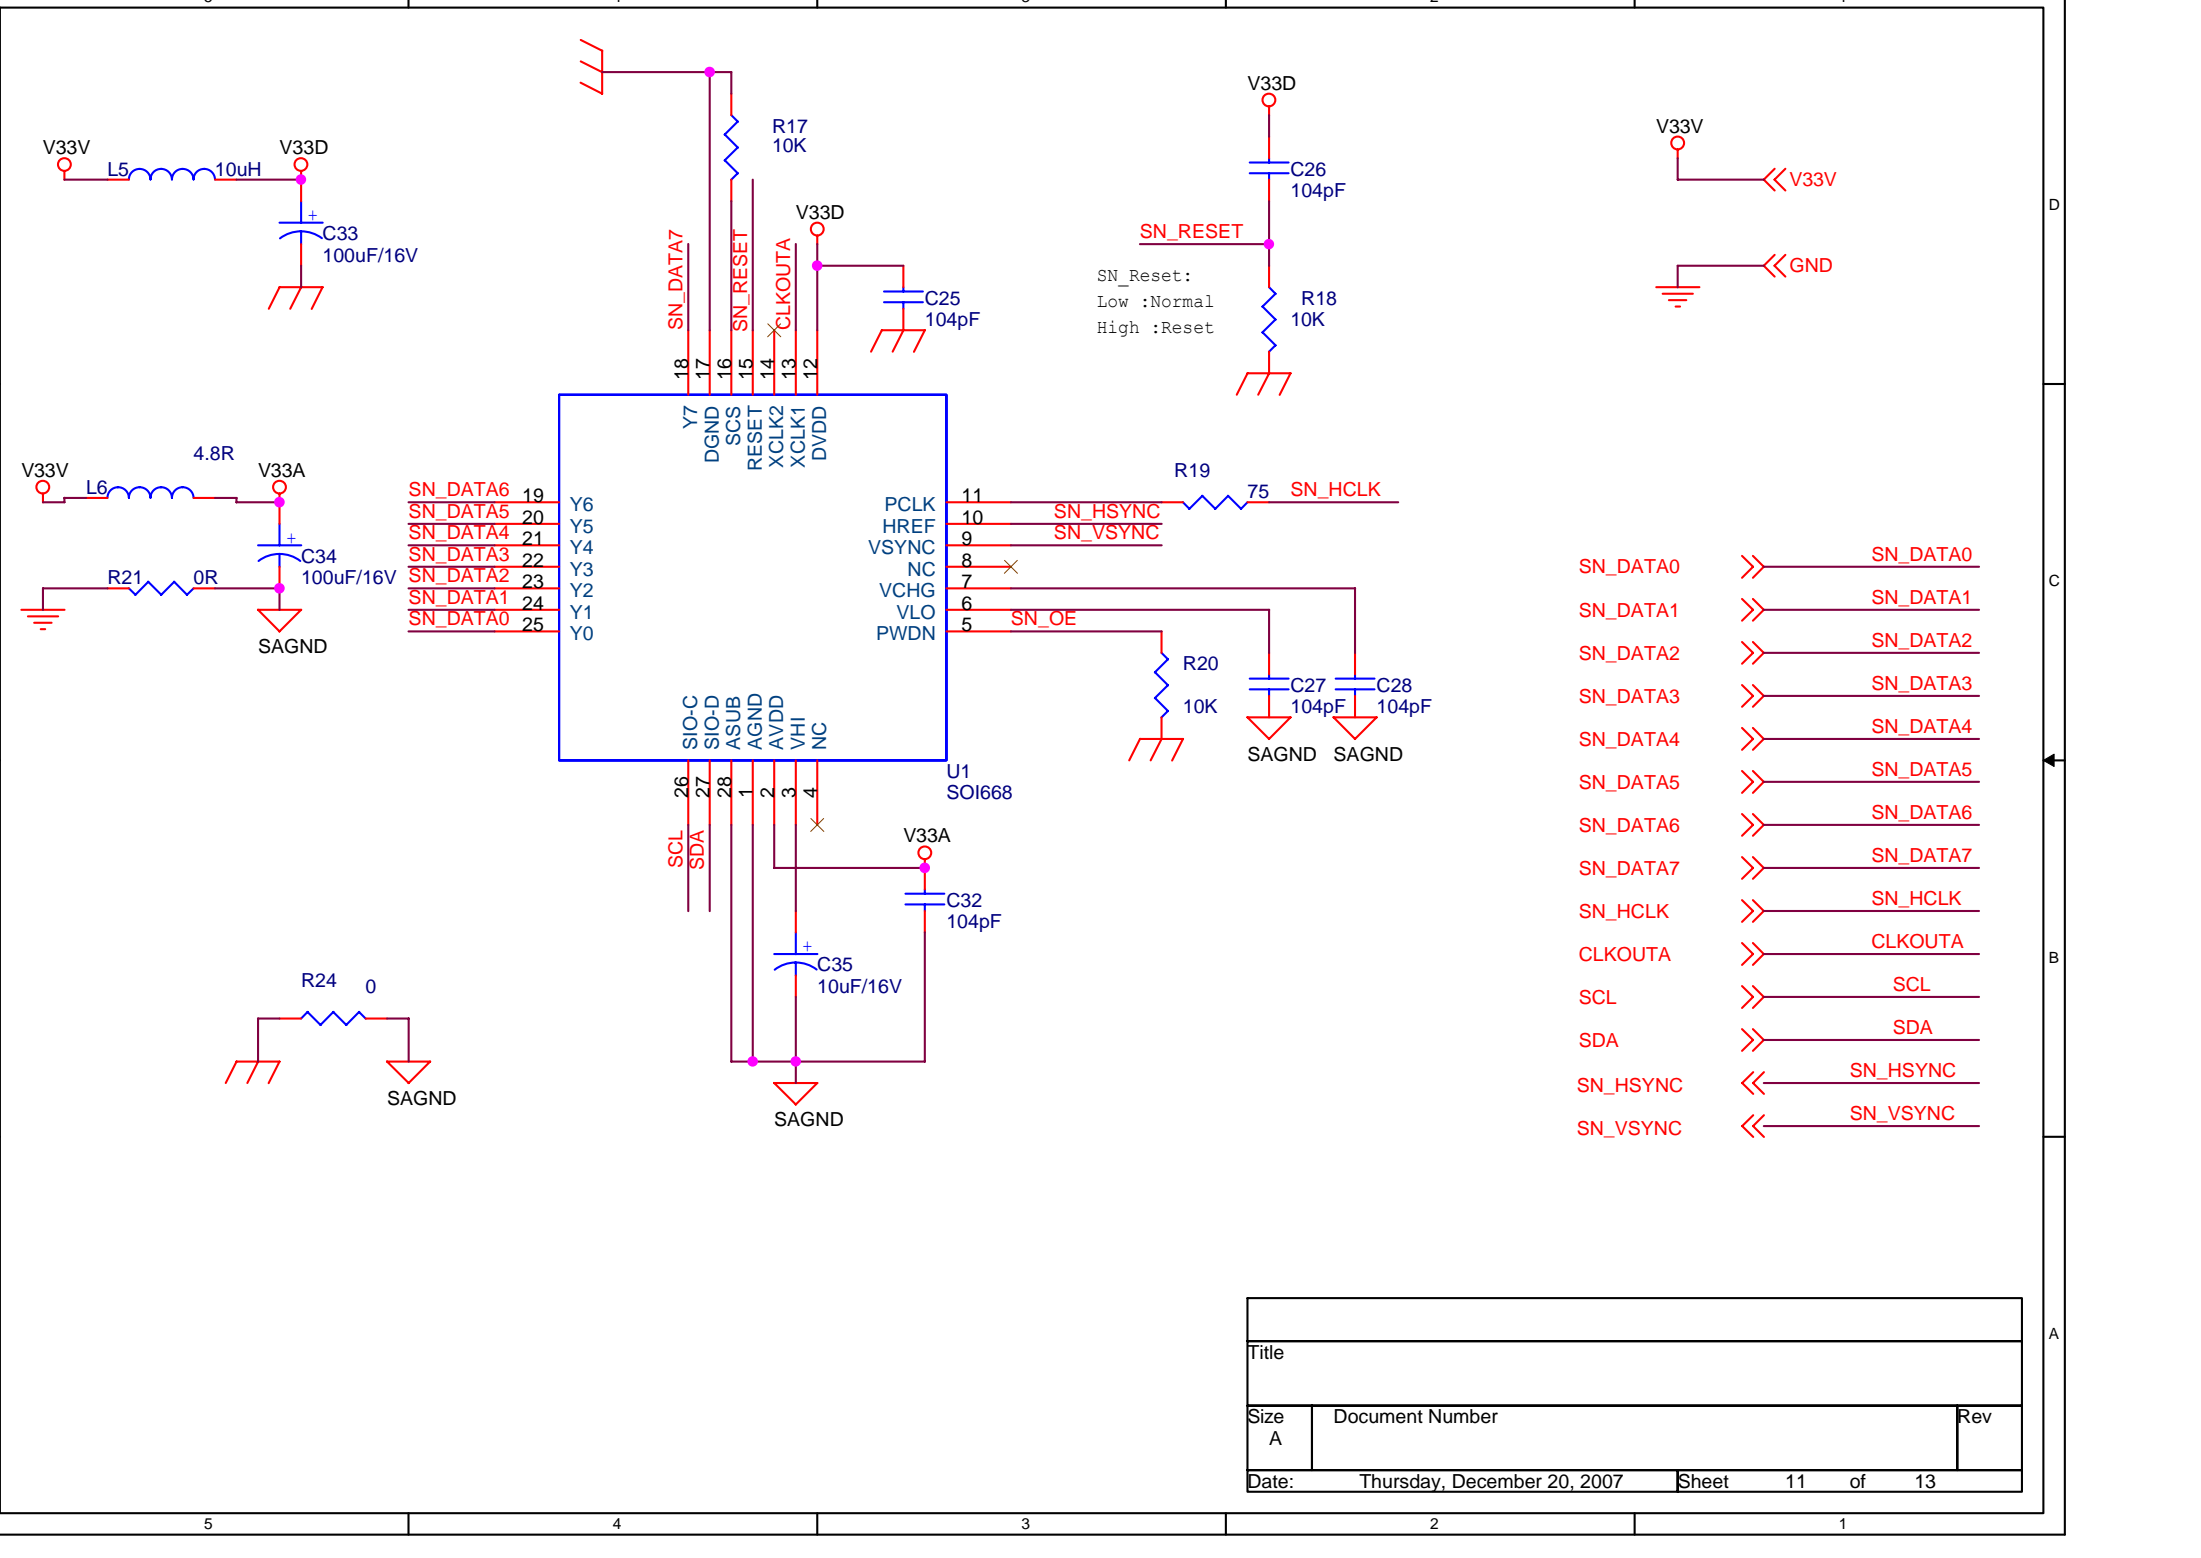 V33V
L5
10uH
V33D
+
C33
100uF/16V
R17
10K
SN_DATA7
SN_RESET
CLKOUTA
V33D
C25
104pF
18
17
16
15
14
13
12
V33D
C26
104pF
SN_RESET
SN_Reset:
Low :Normal
High :Reset
R18
10K
V33V
V33V
GND
D
Y7
DGND
SCS
RESET
XCLK2
XCLK1
DVDD
4.8R
V33V
L6
V33A
+
C34
100uF/16V
R21
0R
SAGND
SN_DATA6 19 Y6
SN_DATA5 20 Y5
SN_DATA4 21 Y4
SN_DATA3 22 Y3
SN_DATA2 23 Y2
SN_DATA1 24 Y1
SN_DATA0 25 Y0
PCLK 11
HREF 10 SN_HSYNC
VSYNC 9 SN_VSYNC
NC 8
VCHG 7
VLO 6
PWDN 5 SN_OE
R19
75
SN_HCLK
R20
10K
C27
104pF
SAGND
C28
104pF
SAGND
SIO-C
SIO-D
ASUB
AGND
AVDD
VHI
NC
U1
SOI668
26
27
28
1
2
3
4
SCL
SDA
V33A
C32
104pF
+
C35
10uF/16V
SAGND
R24
0
SAGND
SN_DATA0 SN_DATA0
SN_DATA1 SN_DATA1
SN_DATA2 SN_DATA2
SN_DATA3 SN_DATA3
SN_DATA4 SN_DATA4
SN_DATA5 SN_DATA5
SN_DATA6 SN_DATA6
SN_DATA7 SN_DATA7
SN_HCLK SN_HCLK
CLKOUTA CLKOUTA
SCL SCL
SDA SDA
SN_HSYNC SN_HSYNC
SN_VSYNC SN_VSYNC
C
B
A
Title
Size
A
Document Number
Rev
Date: Thursday, December 20, 2007 Sheet 11 of 13
5 4 3 2 1